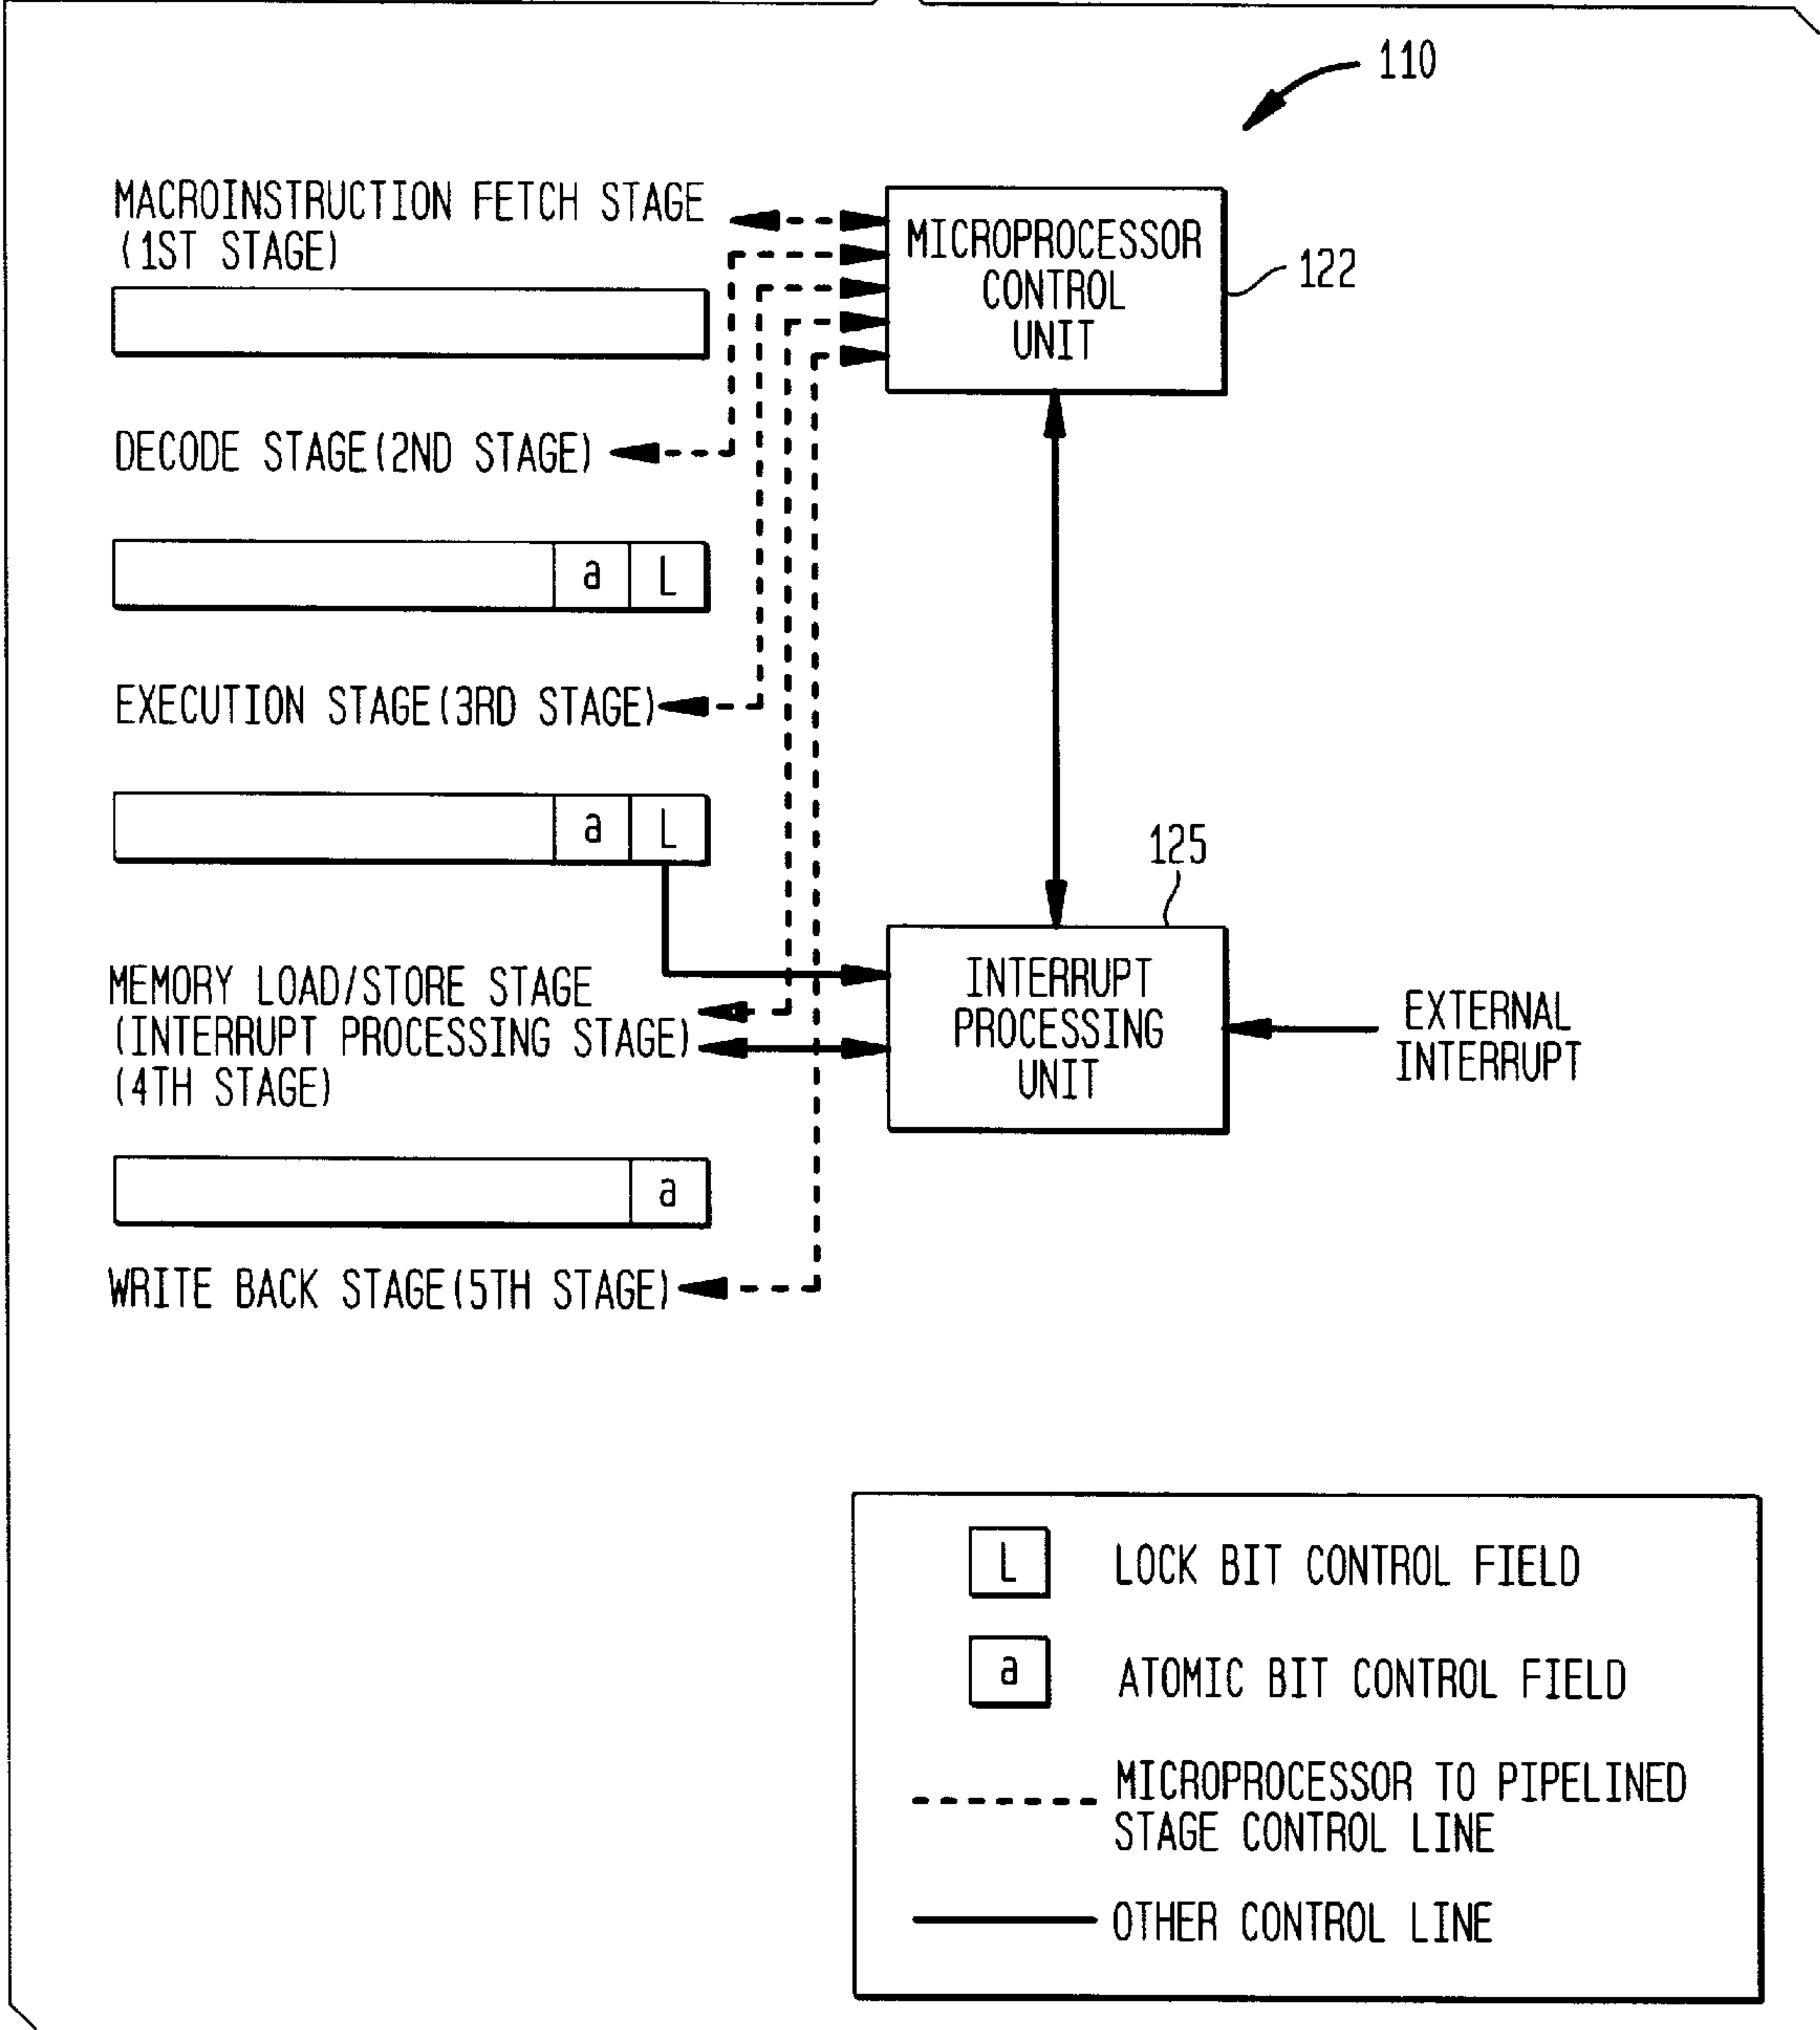 110
MACROINSTRUCTION FETCH STAGE
(1ST STAGE)
MICROPROCESSOR
CONTROL
UNIT
122
DECODE STAGE(2ND STAGE)
a L
EXECUTION STAGE(3RD STAGE)
a L
125
MEMORY LOAD/STORE STAGE
(INTERRUPT PROCESSING STAGE)
(4TH STAGE)
INTERRUPT
PROCESSING
UNIT
EXTERNAL
INTERRUPT
a
WRITE BACK STAGE(5TH STAGE)
L LOCK BIT CONTROL FIELD
a ATOMIC BIT CONTROL FIELD
MICROPROCESSOR TO PIPELINED
STAGE CONTROL LINE
OTHER CONTROL LINE